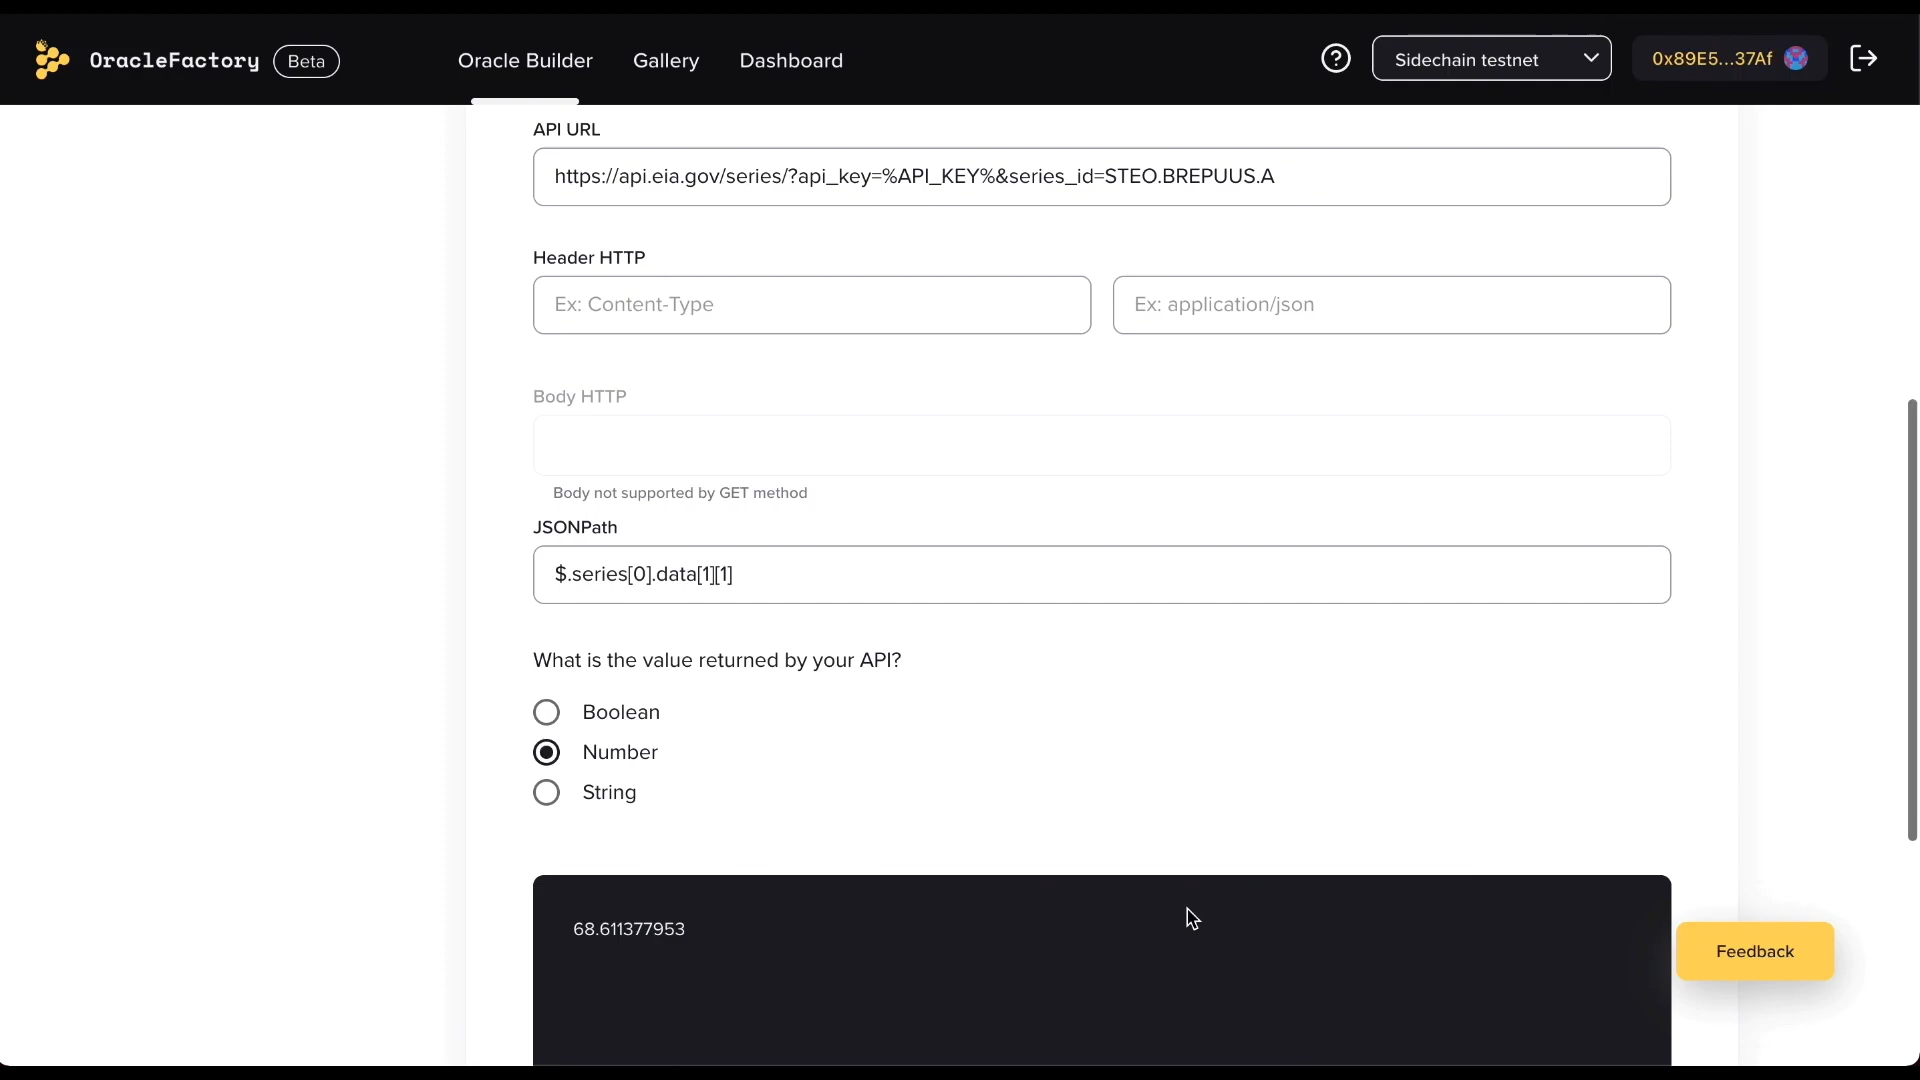 OracleFactory Beta Oracle Builder Gallery Dashboard Sidechain testnet 0x89E5...37Af
API URL
https://api.eia.gov/series/?api_key=%API_KEY%&series_id=STEO.BREPUUS.A
Header HTTP
Ex: Content-Type Ex: application/json
Body HTTP
Body not supported by GET method
JSONPath
$.series[0].data[1][1]
What is the value returned by your API?
Boolean
Number
String
68.611377953
Feedback